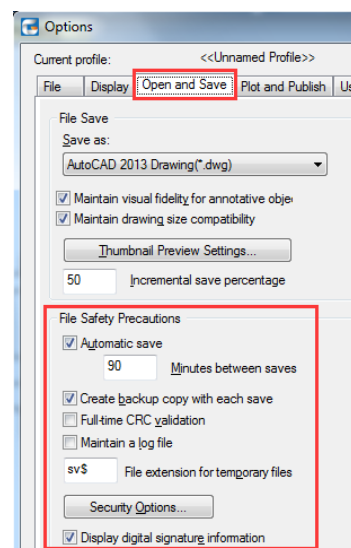 Options
Current profile: <<Unnamed Profile>>
File Display Open and Save Plot and Publish
File Save
Save as:
AutoCAD 2013 Drawing(*.dwg)
Maintain visual fidelity for annotative
Maintain drawing size compatibility
Thumbnail Preview Settings...
50 Incremental save percentage
File Safety Precautions
Automatic save
90 Minutes between saves
Create backup copy with each save
Full-time CRC validation
Maintain a log file
sv$ File extension for temporary files
Security Options...
Display digital signature information